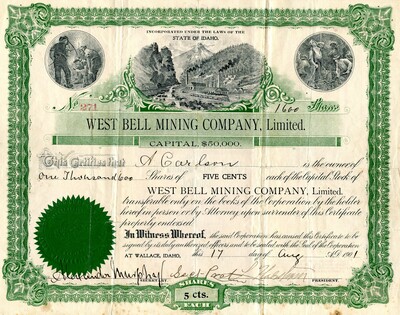 INCORPORATED UNDER THE LAWS OF THE
STATE OF IDAHO.
No. 271 1600 Shares
WEST BELL MINING COMPANY, Limited.
CAPITAL, $50,000.
This Certifies that A Carlson is the owner of
One Thousand 600 Shares of FIVE CENTS each of the Capital Stock of
WEST BELL MINING COMPANY, Limited.
transferable only on the books of the Corporation by the holder
hereof in person or by Attorney upon surrender of this Certificate
properly endorsed
In Witness Whereof, the said Corporation has caused this Certificate to be
signed by its duly authorized officers and to be sealed with the Seal of the Corporation
AT WALLACE, IDAHO, this 17 day of Aug A.D. 1901
Alexander Murphy
SECRETARY PRESIDENT
SHARES
5 cts.
EACH